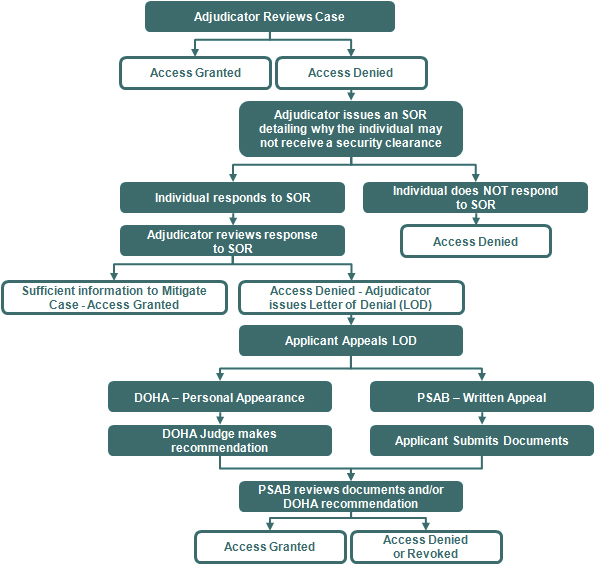 Adjudicator Reviews Case
Access Granted
Access Denied
Adjudicator issues an SOR
detailing why the individual may
not receive a security clearance
Individual responds to SOR
Individual does NOT respond
to SOR
Adjudicator reviews response
to SOR
Access Denied
Sufficient information to Mitigate
Case - Access Granted
Access Denied - Adjudicator
issues Letter of Denial (LOD)
Applicant Appeals LOD
DOHA – Personal Appearance
PSAB – Written Appeal
DOHA Judge makes
recommendation
Applicant Submits Documents
PSAB reviews documents and/or
DOHA recommendation
Access Granted
Access Denied
or Revoked